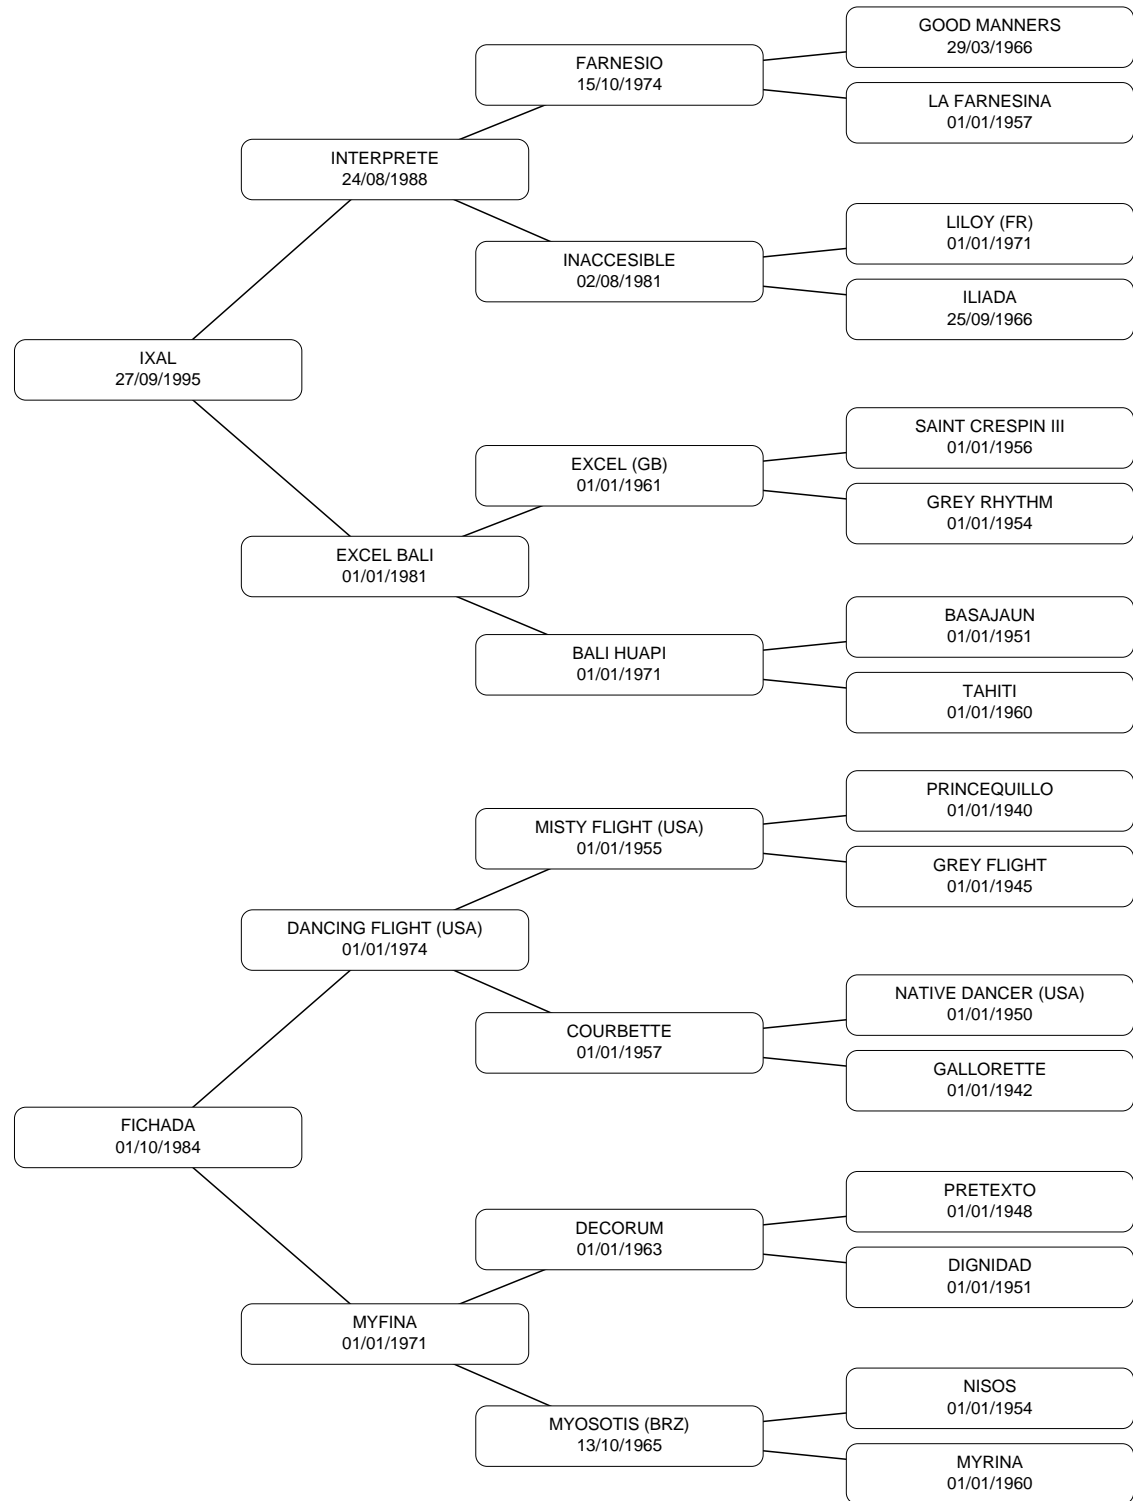 GOOD MANNERS
29/03/1966
FARNESIO
15/10/1974
LA FARNESINA
01/01/1957
INTERPRETE
24/08/1988
LILOY (FR)
01/01/1971
INACCESIBLE
02/08/1981
ILIADA
25/09/1966
IXAL
27/09/1995
SAINT CRESPIN III
01/01/1956
EXCEL (GB)
01/01/1961
GREY RHYTHM
01/01/1954
EXCEL BALI
01/01/1981
BASAJAUN
01/01/1951
BALI HUAPI
01/01/1971
TAHITI
01/01/1960
PRINCEQUILLO
01/01/1940
MISTY FLIGHT (USA)
01/01/1955
GREY FLIGHT
01/01/1945
DANCING FLIGHT (USA)
01/01/1974
NATIVE DANCER (USA)
01/01/1950
COURBETTE
01/01/1957
GALLORETTE
01/01/1942
FICHADA
01/10/1984
PRETEXTO
01/01/1948
DECORUM
01/01/1963
DIGNIDAD
01/01/1951
MYFINA
01/01/1971
NISOS
01/01/1954
MYOSOTIS (BRZ)
13/10/1965
MYRINA
01/01/1960